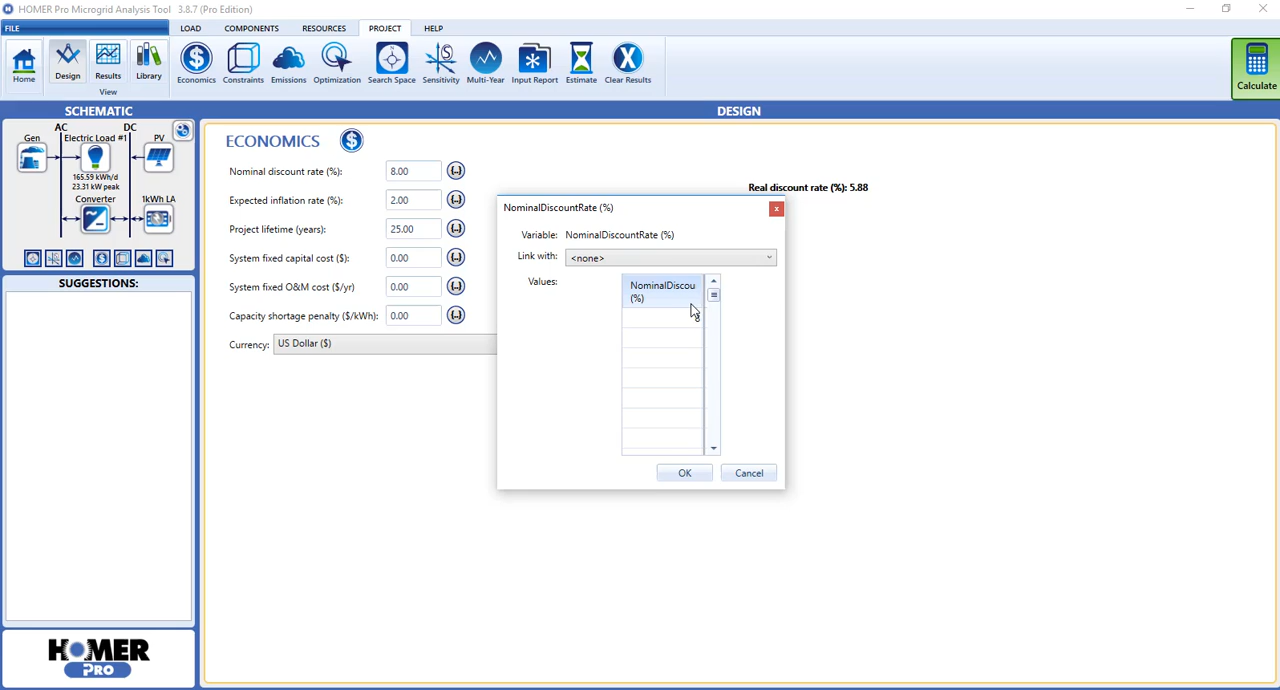 HOMER Pro Microgrid Analysis Tool   3.8.7 (Pro Edition)
FILE LOAD COMPONENTS RESOURCES PROJECT HELP
Home Design Results Library Economics Constraints Emissions Optimization Search Space Sensitivity Multi-Year Input Report Estimate Clear Results Calculate
View
SCHEMATIC
DESIGN
AC DC
Gen Electric Load #1 PV
165.59 kWh/d
23.31 kW peak
Converter 1kWh LA
SUGGESTIONS:
HOMER
PRO
ECONOMICS
Nominal discount rate (%): 8.00
Real discount rate (%): 5.88
Expected inflation rate (%): 2.00
Project lifetime (years): 25.00
System fixed capital cost ($): 0.00
System fixed O&M cost ($/yr) 0.00
Capacity shortage penalty ($/kWh): 0.00
Currency: US Dollar ($)
NominalDiscountRate (%)
x
Variable: NominalDiscountRate (%)
Link with: <none>
Values:
NominalDiscou
(%)
8
OK Cancel